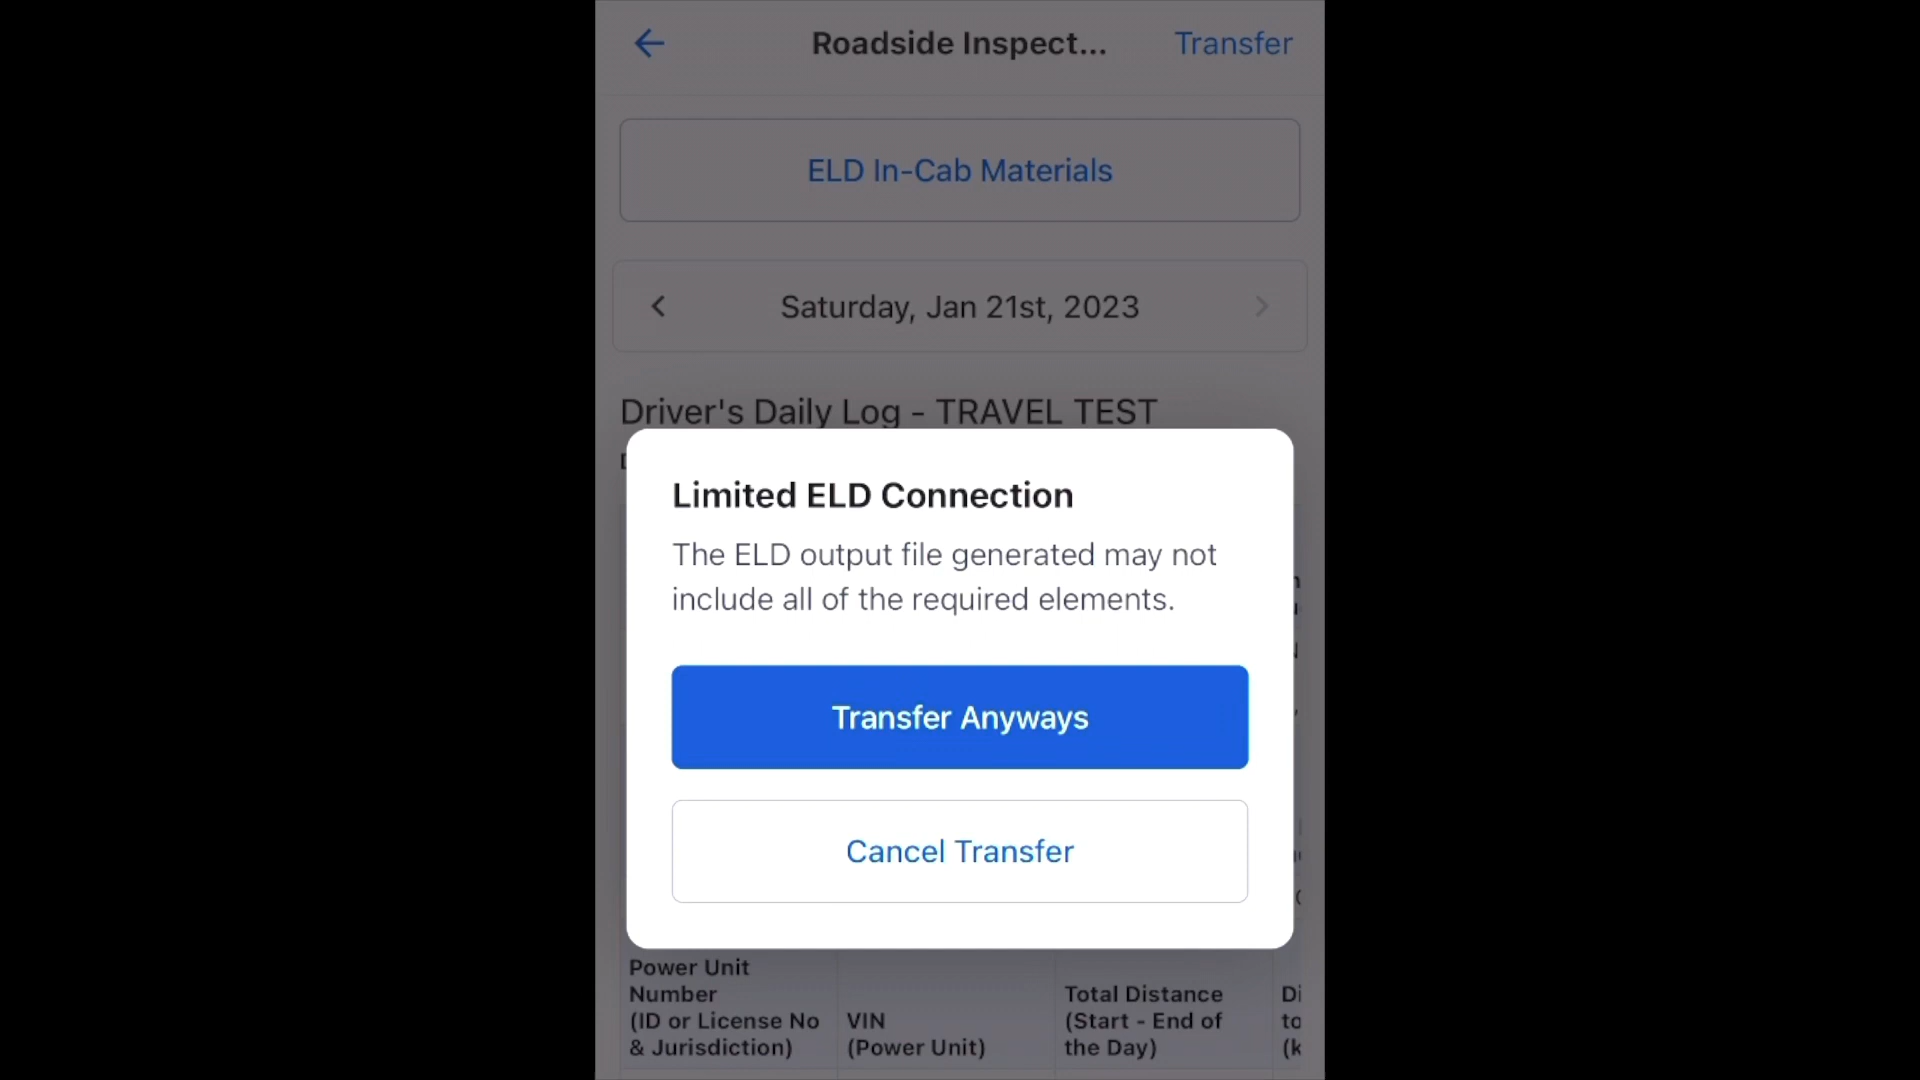 Roadside Inspect...
Transfer
ELD In-Cab Materials
Saturday, Jan 21st, 2023
Driver's Daily Log - TRAVEL TEST
Limited ELD Connection
The ELD output file generated may not
include all of the required elements.
Transfer Anyways
Cancel Transfer
Power Unit
Number
(ID or License No
& Jurisdiction)
VIN
(Power Unit)
Total Distance
(Start - End of
the Day)